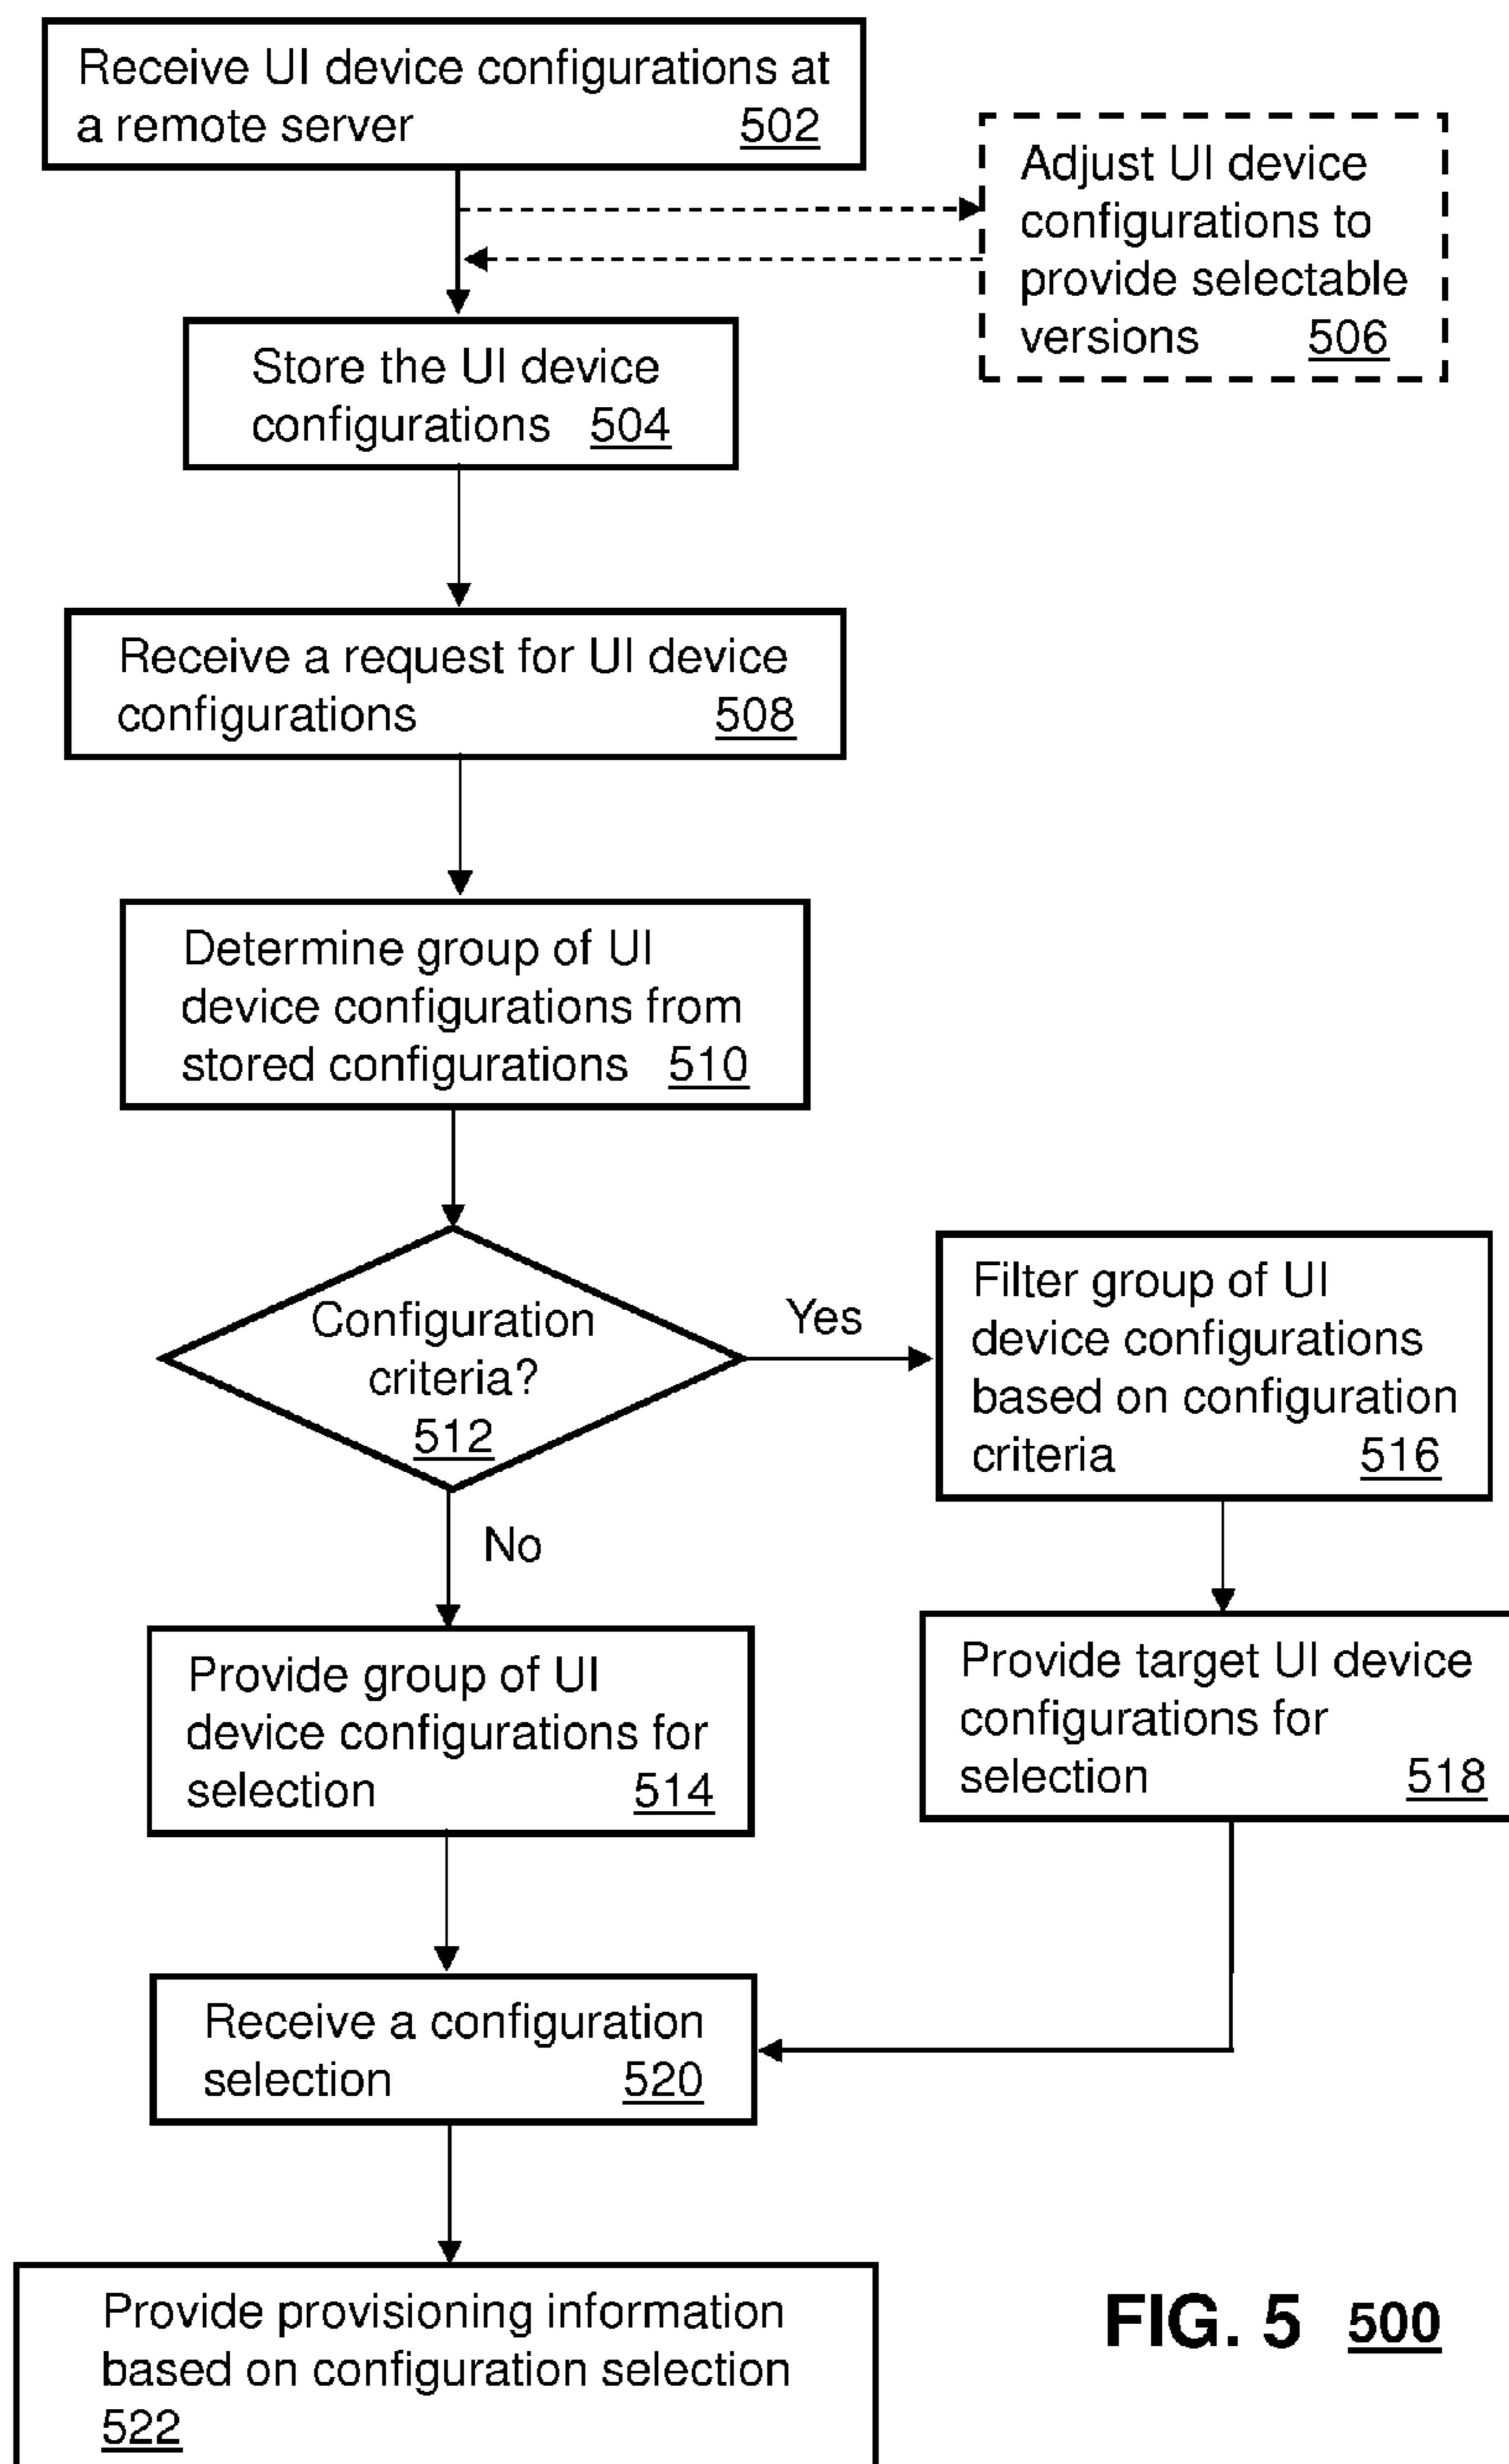 Receive UI device configurations at
a remote server 502
Adjust UI device
configurations to
provide selectable
versions 506
Store the UI device
configurations 504
Receive a request for UI device
configurations 508
Determine group of UI
device configurations from
stored configurations 510
Configuration
criteria?
512
Yes
Filter group of UI
device configurations
based on configuration
criteria 516
No
Provide group of UI
device configurations for
selection 514
Provide target UI device
configurations for
selection 518
Receive a configuration
selection 520
Provide provisioning information
based on configuration selection
522
FIG. 5 500